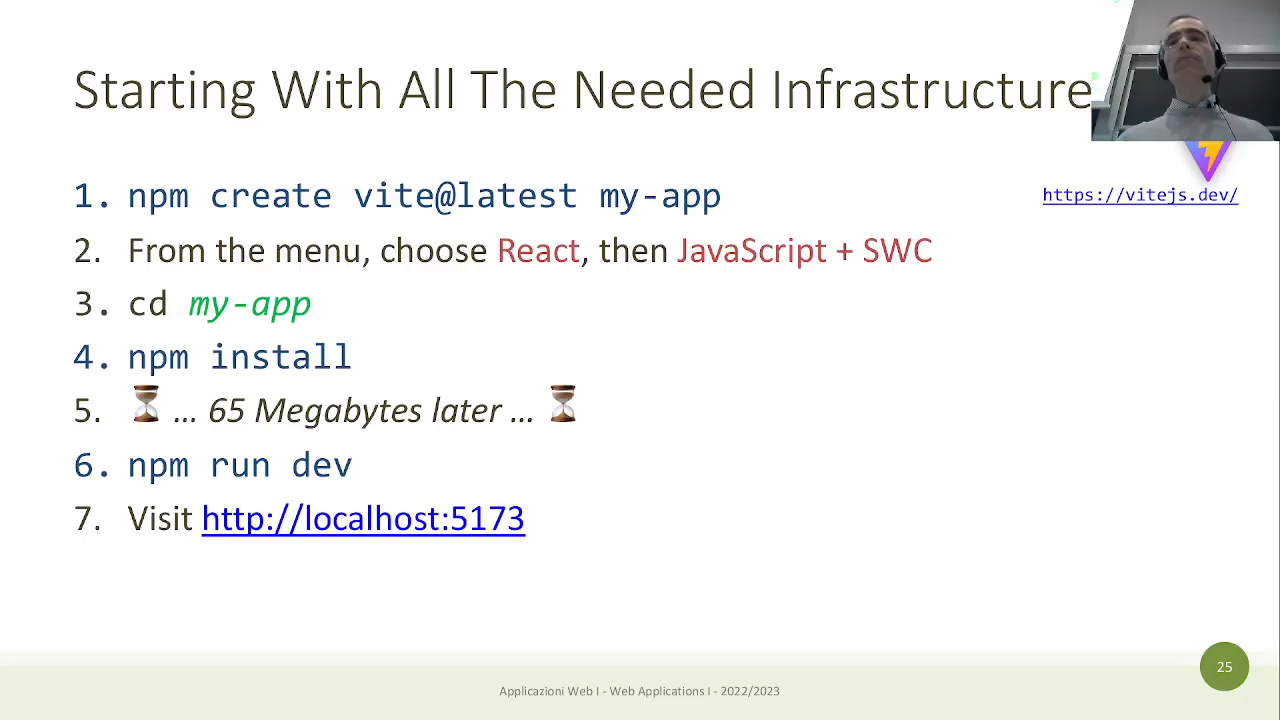 Starting With All The Needed Infrastructure
1. npm create vite@latest my-app
https://vitejs.dev/
2. From the menu, choose React, then JavaScript + SWC
3. cd my-app
4. npm install
5. ⏳ … 65 Megabytes later … ⏳
6. npm run dev
7. Visit http://localhost:5173
25
Applicazioni Web I - Web Applications I - 2022/2023